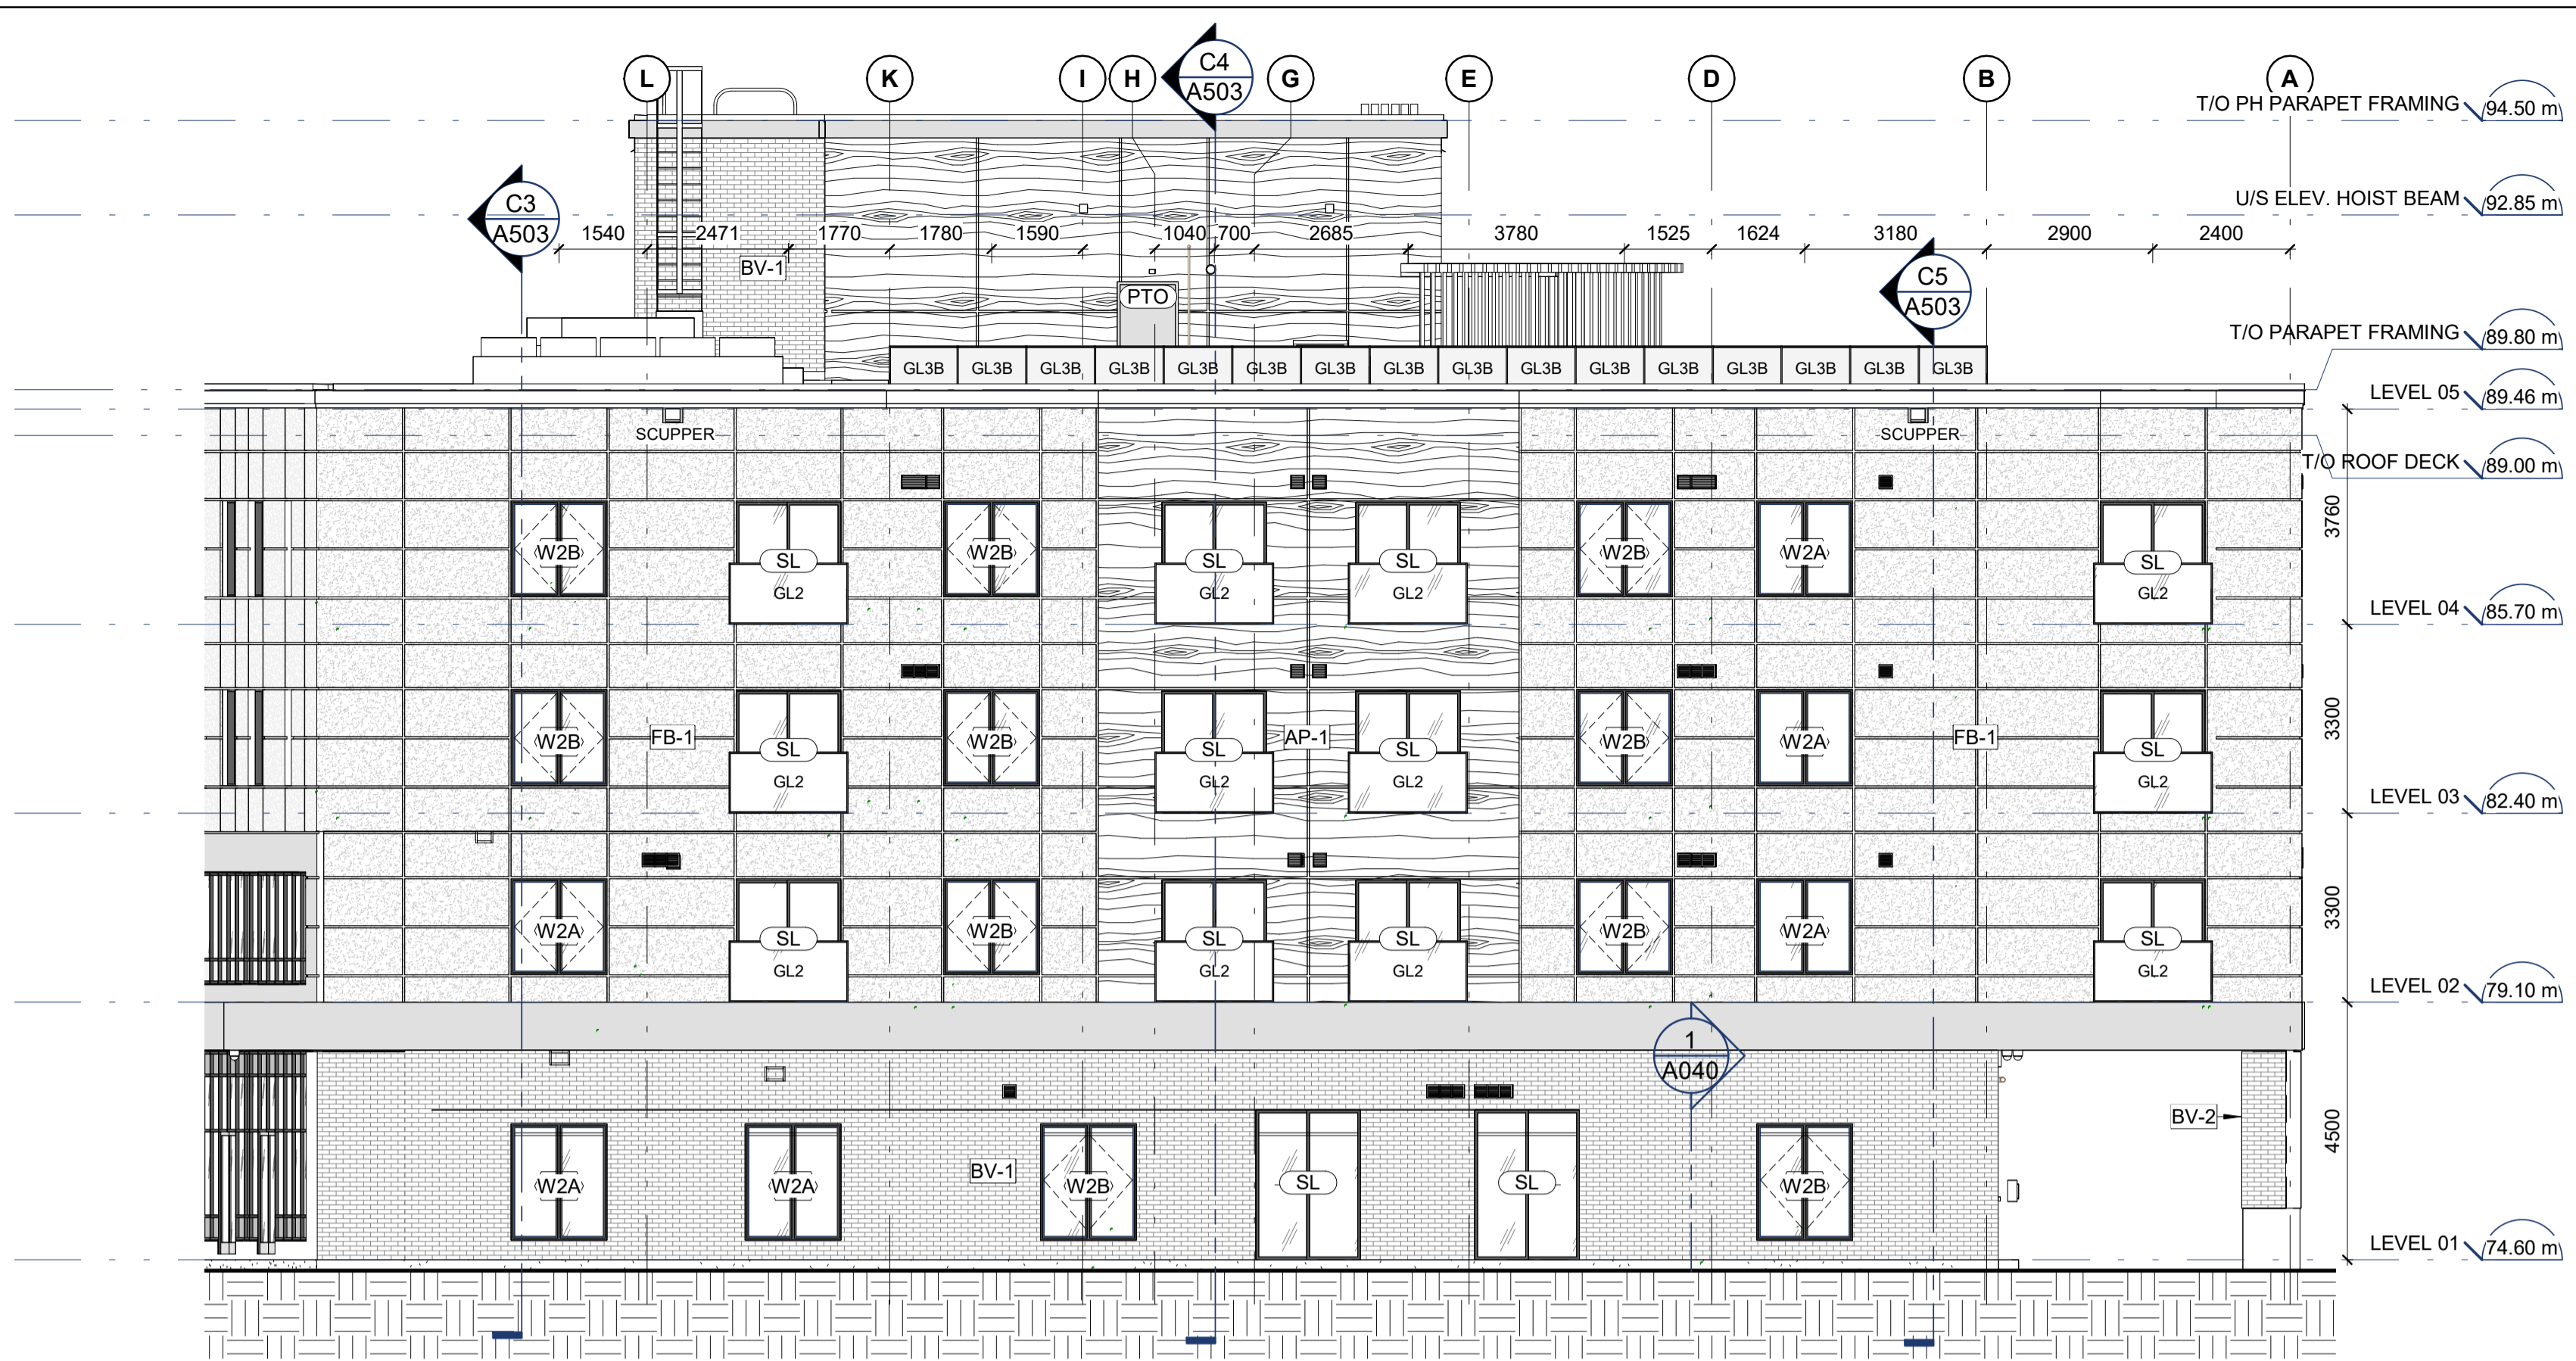 L K I H C4 A503 G E D B A
T/O PH PARAPET FRAMING 94.50 m
C3 A503
U/S ELEV. HOIST BEAM 92.85 m
1540 2471 1770 1780 1590 1040 700 2685 3780 1525 1624 3180 2900 2400
BV-1
C5 A503
PTO
T/O PARAPET FRAMING 89.80 m
GL3B GL3B GL3B GL3B GL3B GL3B GL3B GL3B GL3B GL3B GL3B GL3B GL3B GL3B GL3B GL3B
LEVEL 05 89.46 m
SCUPPER SCUPPER
T/O ROOF DECK 89.00 m
3760
W2B SL W2B SL SL W2B W2A SL
GL2 GL2 GL2 GL2
LEVEL 04 85.70 m
3300
W2B FB-1 SL W2B SL AP-1 SL W2B W2A FB-1 SL
GL2 GL2 GL2 GL2
LEVEL 03 82.40 m
3300
W2A SL W2B SL SL W2B W2A SL
GL2 GL2 GL2 GL2
LEVEL 02 79.10 m
1
A040
BV-2
4500
W2A W2A BV-1 W2B SL SL W2B
LEVEL 01 74.60 m